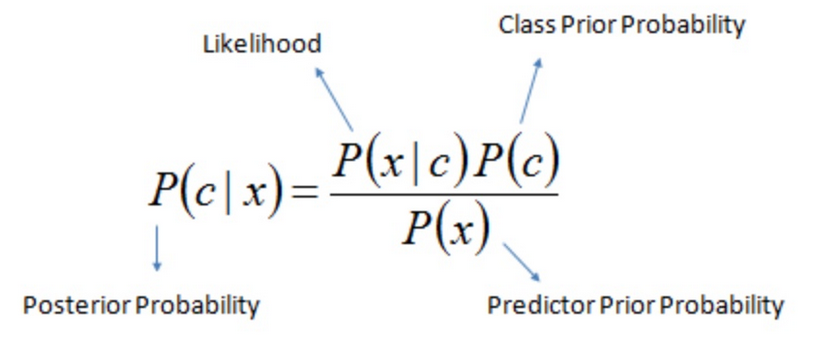 Class Prior Probability
Likelihood
P(x|c)P(c)
P(c|x)=
P(x)
Posterior Probability
Predictor Prior Probability